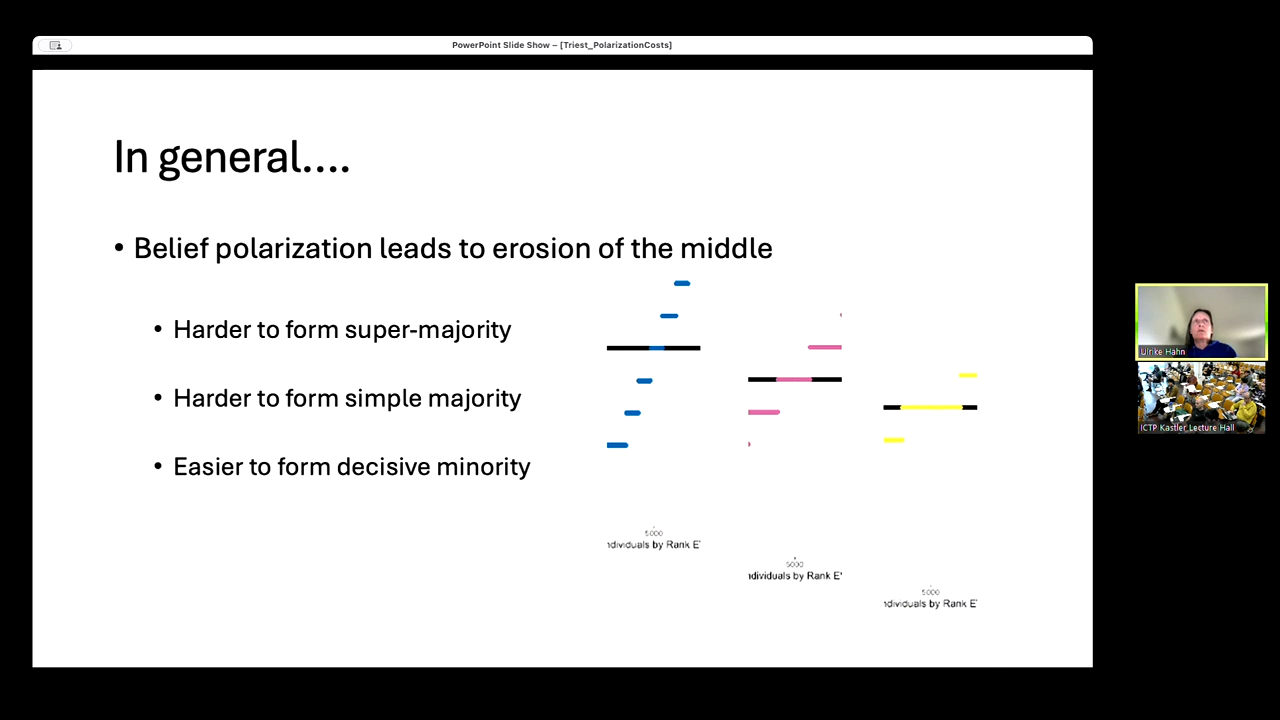 PowerPoint Slide Show – [Triest_PolarizationCosts]
In general....
• Belief polarization leads to erosion of the middle
• Harder to form super-majority
• Harder to form simple majority
• Easier to form decisive minority
5000
ndividuals by Rank E
5000
ndividuals by Rank E
5000
ndividuals by Rank E
Ulrike Hahn
ICTP Kastler Lecture Hall